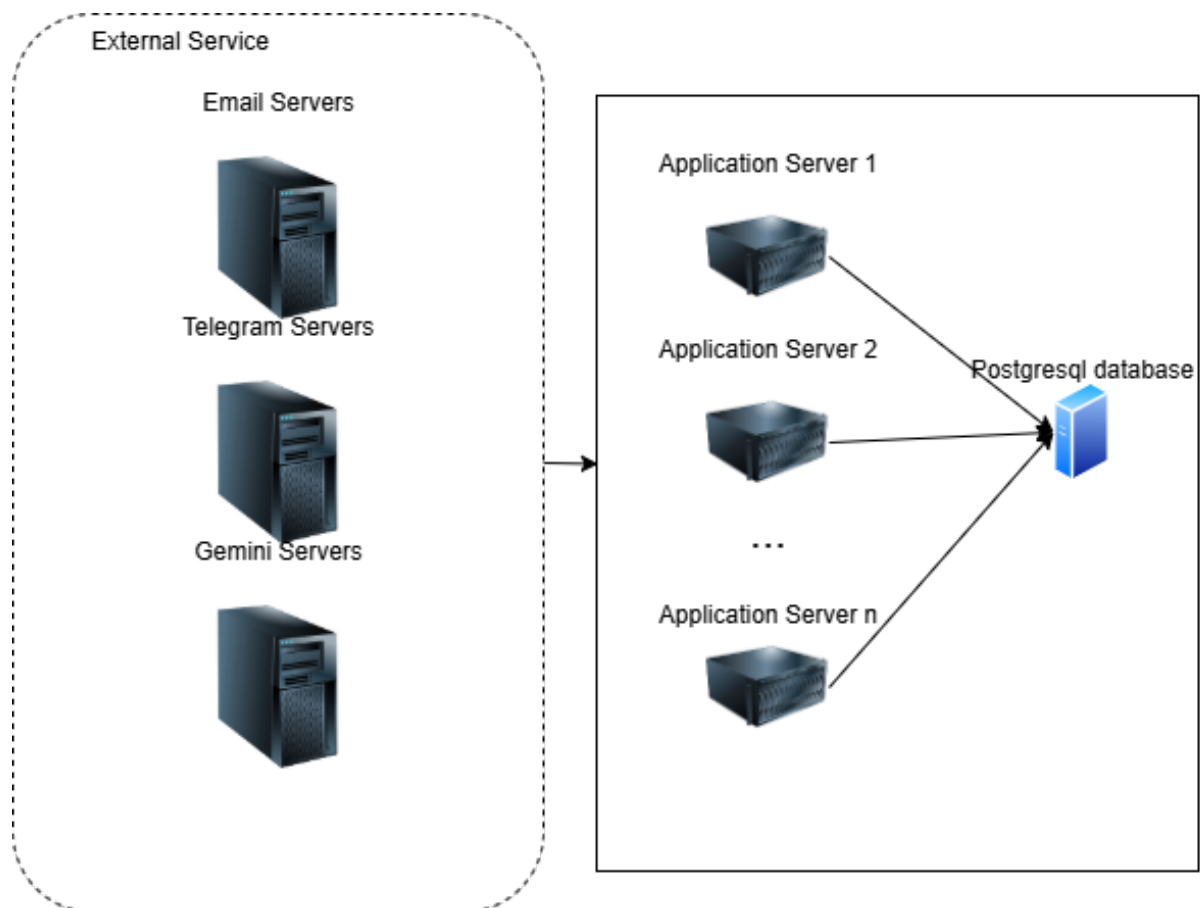 External Service
Email Servers
Telegram Servers
Gemini Servers
Application Server 1
Application Server 2
Postgresql database
...
Application Server n